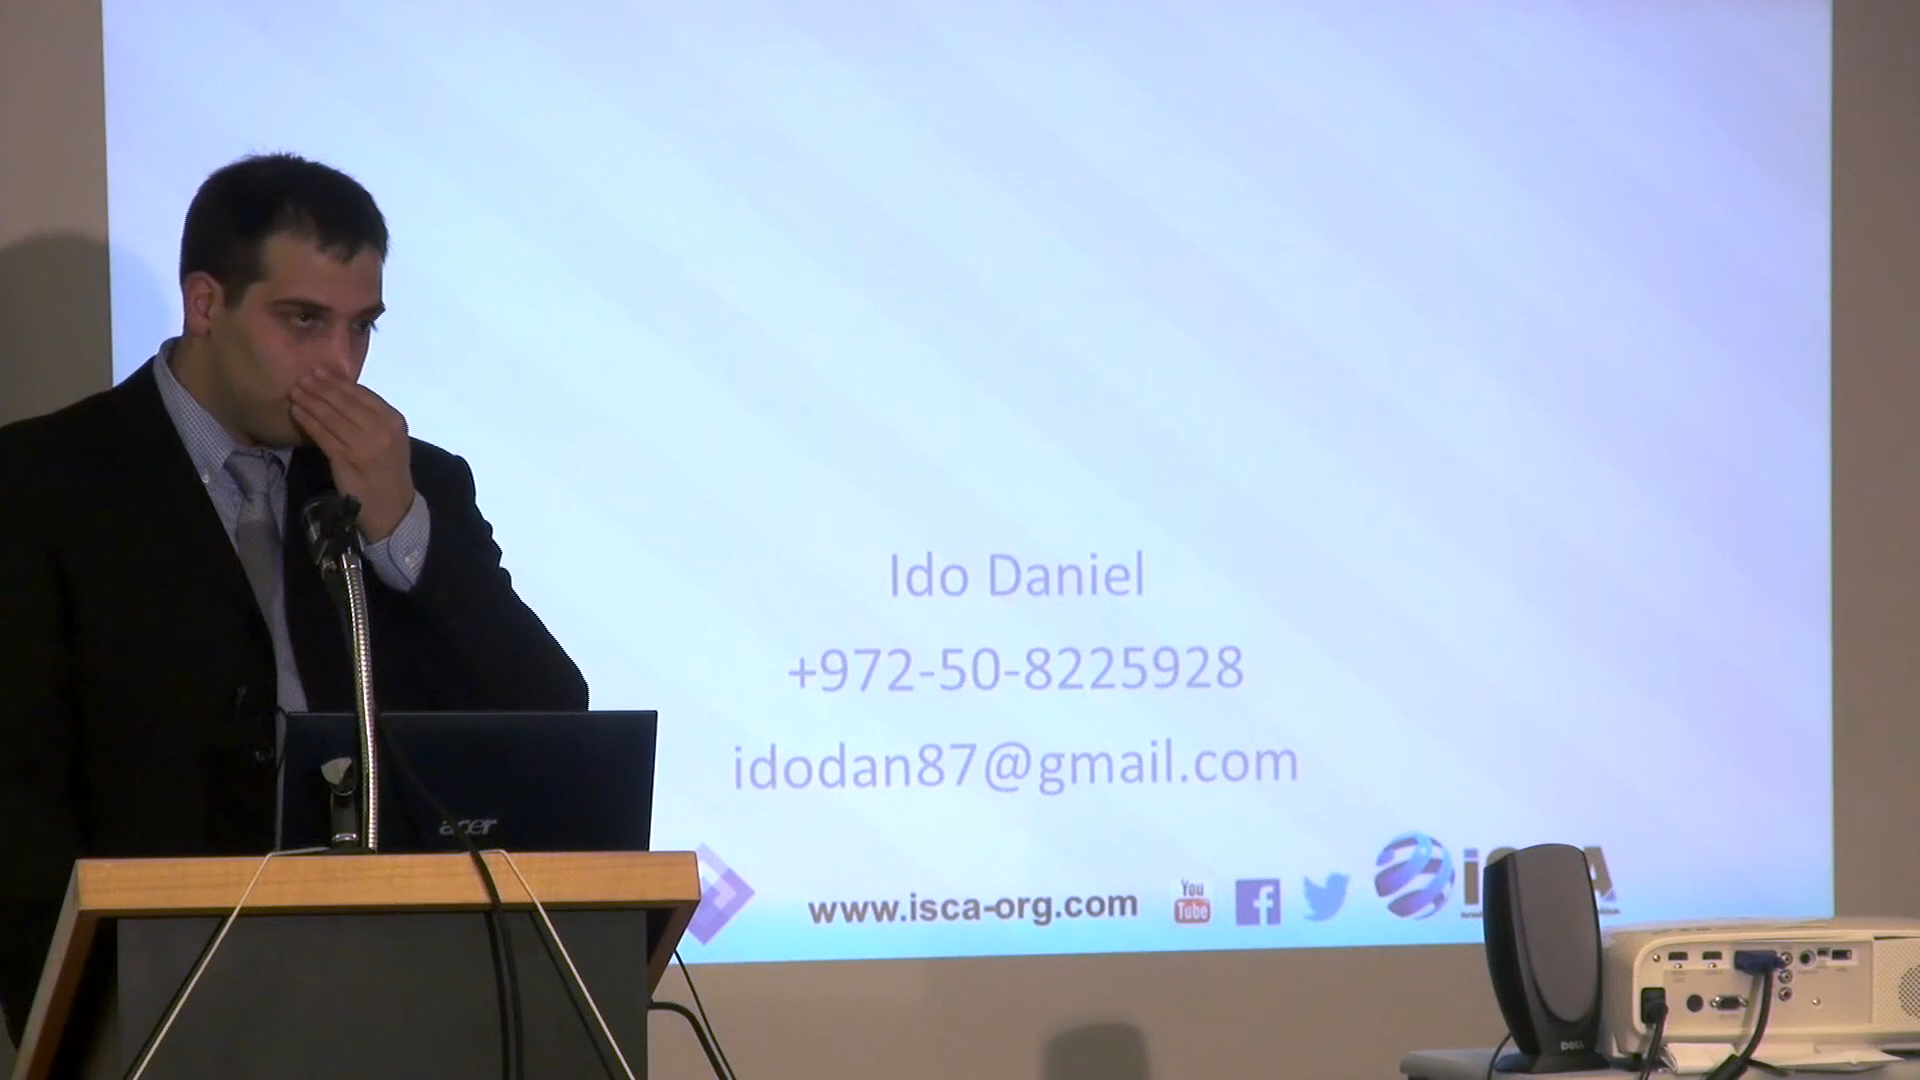 Ido Daniel
+972-50-8225928
idodan87@gmail.com
www.isca-org.com
You
Tube
acer
DELL